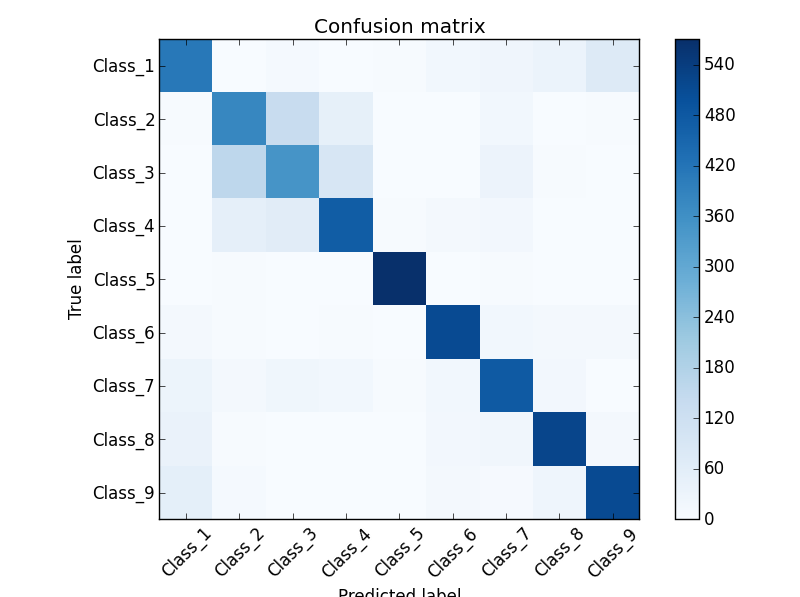 Confusion matrix
True label
Class_1
Class_2
Class_3
Class_4
Class_5
Class_6
Class_7
Class_8
Class_9
Class_1
Class_2
Class_3
Class_4
Class_5
Class_6
Class_7
Class_8
Class_9
Predicted label
540
480
420
360
300
240
180
120
60
0